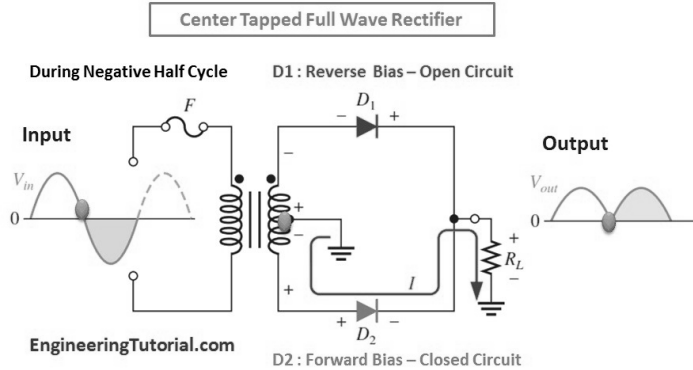 Center Tapped Full Wave Rectifier
During Negative Half Cycle
D1 : Reverse Bias – Open Circuit
F
D1
– +
Input
Output
Vin
Vout
0
0
–
+
–
+
+
RL
–
I
+ –
D2
EngineeringTutorial.com
D2 : Forward Bias – Closed Circuit